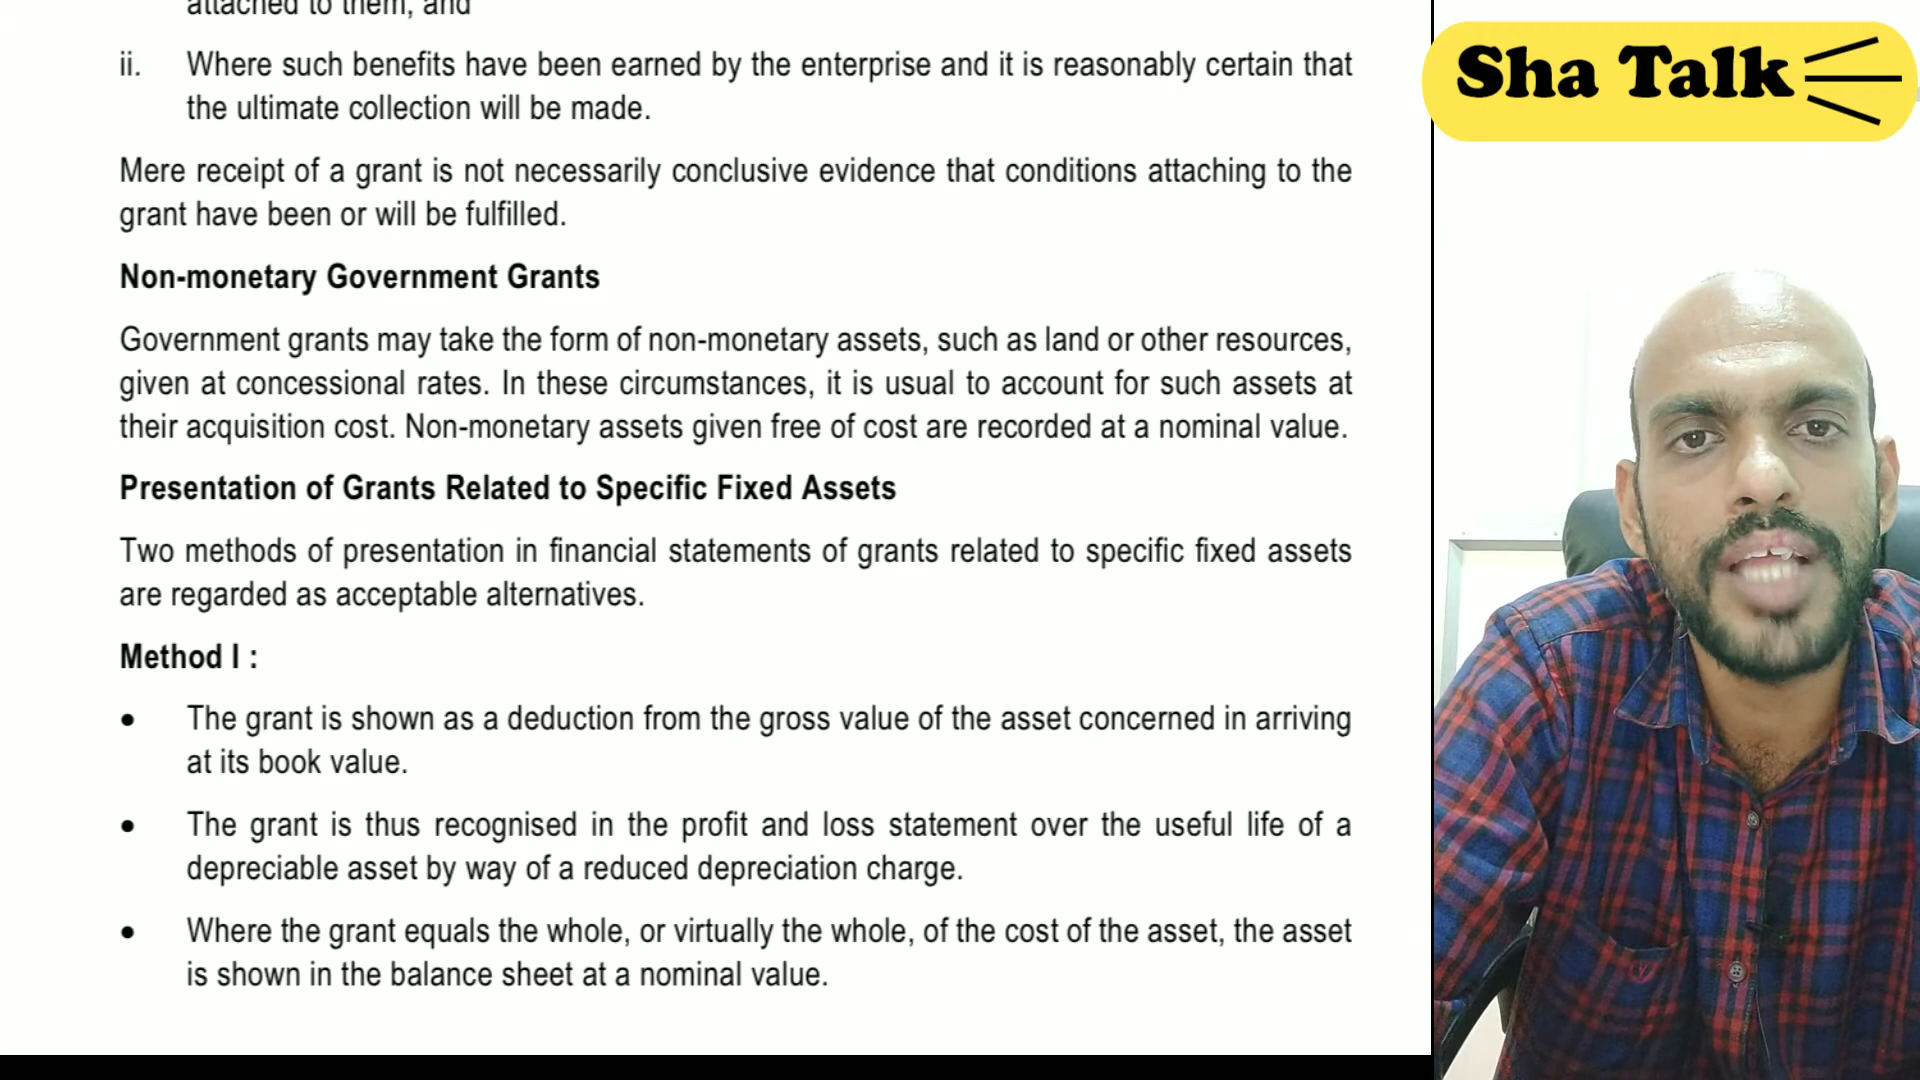 attached to them, and
ii. Where such benefits have been earned by the enterprise and it is reasonably certain that
the ultimate collection will be made.
Mere receipt of a grant is not necessarily conclusive evidence that conditions attaching to the
grant have been or will be fulfilled.
Non-monetary Government Grants
Government grants may take the form of non-monetary assets, such as land or other resources,
given at concessional rates. In these circumstances, it is usual to account for such assets at
their acquisition cost. Non-monetary assets given free of cost are recorded at a nominal value.
Presentation of Grants Related to Specific Fixed Assets
Two methods of presentation in financial statements of grants related to specific fixed assets
are regarded as acceptable alternatives.
Method I :
• The grant is shown as a deduction from the gross value of the asset concerned in arriving
at its book value.
• The grant is thus recognised in the profit and loss statement over the useful life of a
depreciable asset by way of a reduced depreciation charge.
• Where the grant equals the whole, or virtually the whole, of the cost of the asset, the asset
is shown in the balance sheet at a nominal value.
Sha Talk